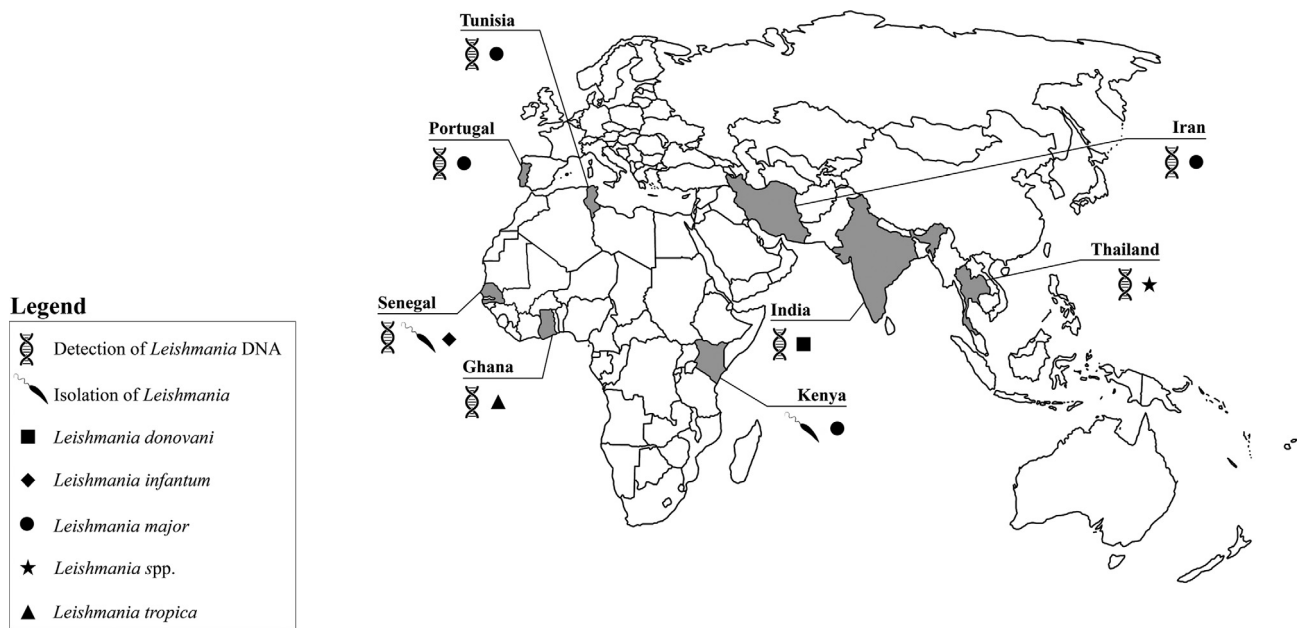 Tunisia
Portugal
Iran
Thailand
Senegal
India
Ghana
Kenya
Legend
Detection of Leishmania DNA
Isolation of Leishmania
Leishmania donovani
Leishmania infantum
Leishmania major
Leishmania spp.
Leishmania tropica